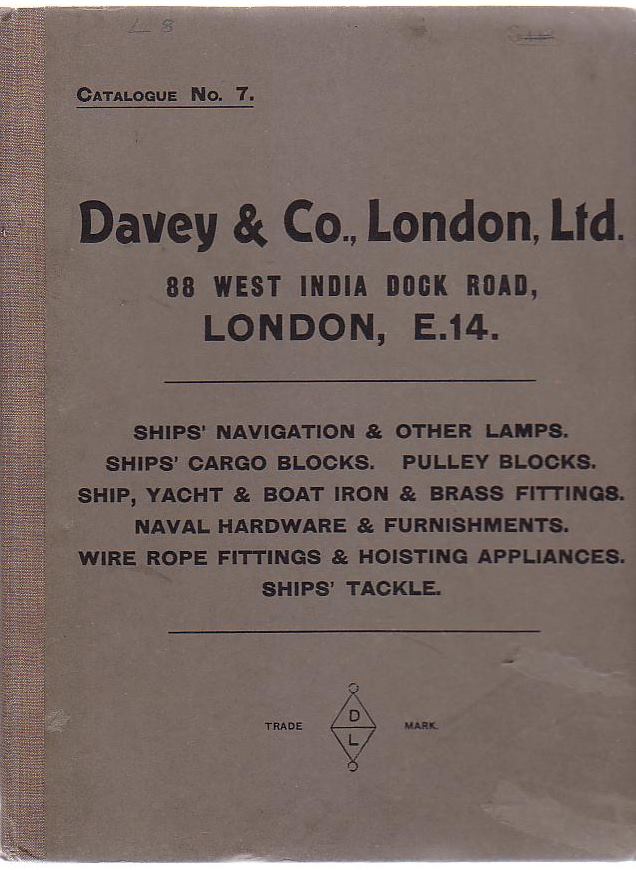 L 8
CATALOGUE No. 7.
Davey & Co., London, Ltd.
88 WEST INDIA DOCK ROAD,
LONDON, E.14.
SHIPS' NAVIGATION & OTHER LAMPS.
SHIPS' CARGO BLOCKS. PULLEY BLOCKS.
SHIP, YACHT & BOAT IRON & BRASS FITTINGS.
NAVAL HARDWARE & FURNISHMENTS.
WIRE ROPE FITTINGS & HOISTING APPLIANCES.
SHIPS' TACKLE.
TRADE D L MARK.